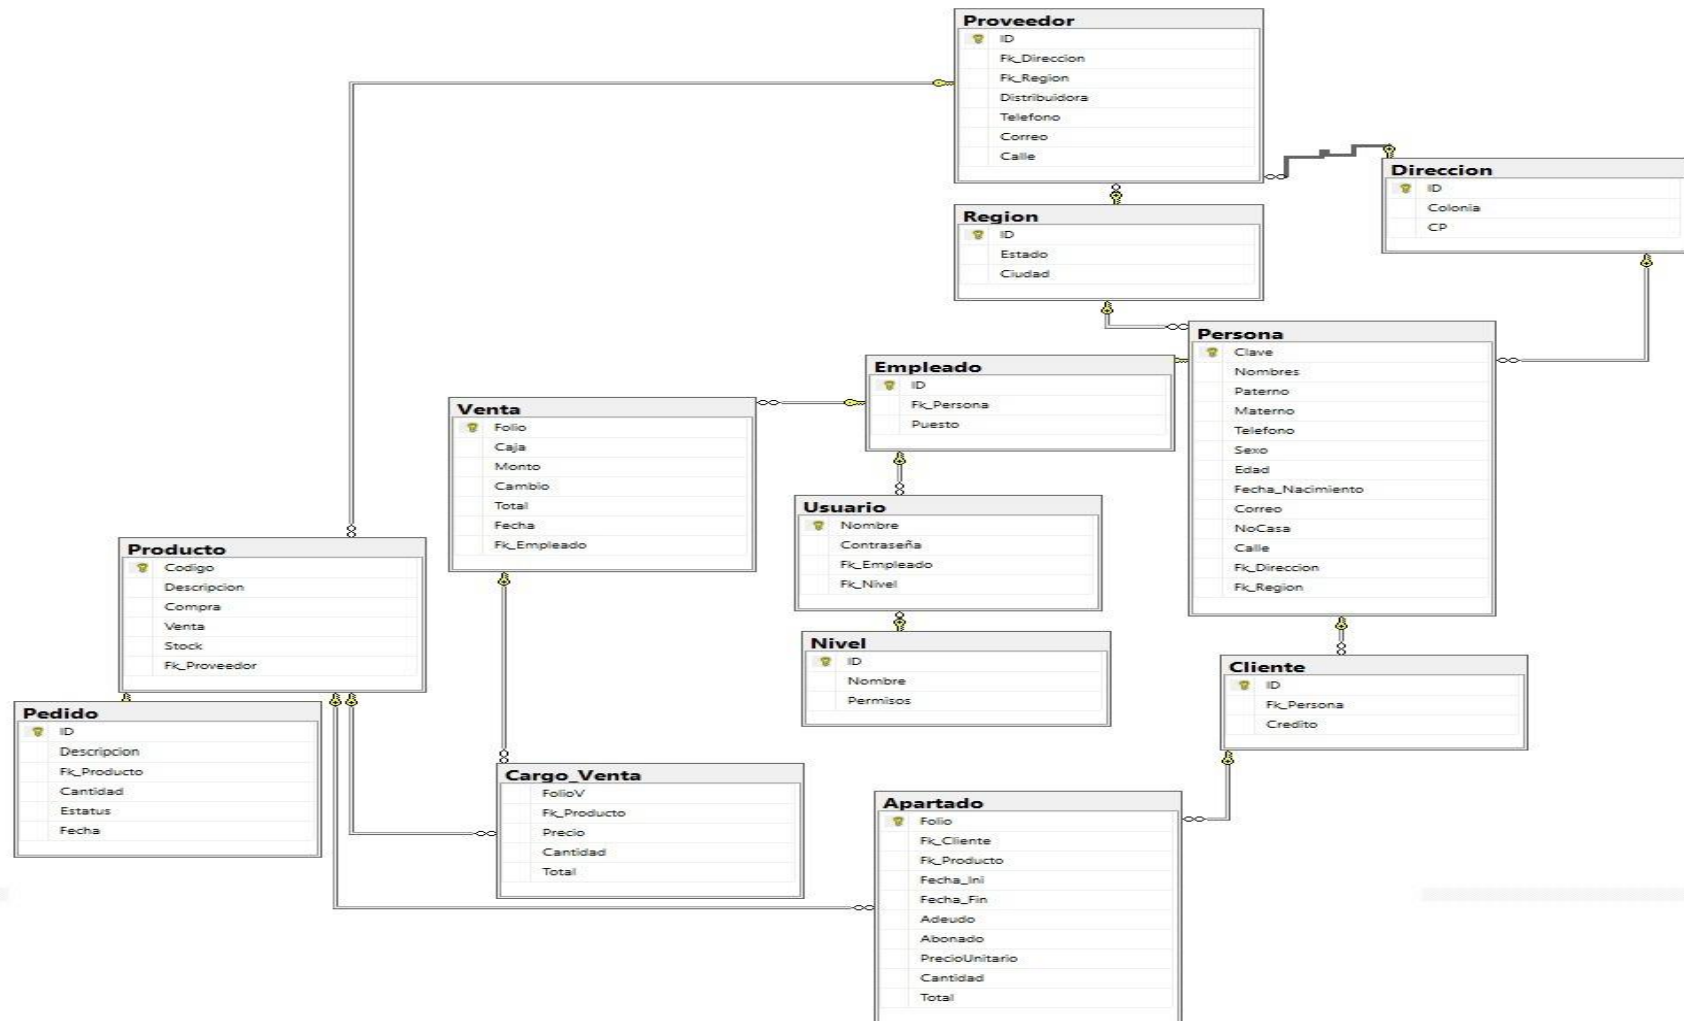 Proveedor
ID
Fk_Direccion
Fk_Region
Distribuidora
Telefono
Correo
Calle
Direccion
ID
Colonia
CP
Region
ID
Estado
Ciudad
Persona
Clave
Nombres
Paterno
Materno
Telefono
Sexo
Edad
Fecha_Nacimiento
Correo
NoCasa
Calle
Fk_Direccion
Fk_Region
Empleado
ID
Fk_Persona
Puesto
Venta
Folio
Caja
Monto
Cambio
Total
Fecha
Fk_Empleado
Usuario
Nombre
Contraseña
Fk_Empleado
Fk_Nivel
Producto
Codigo
Descripcion
Compra
Venta
Stock
Fk_Proveedor
Nivel
ID
Nombre
Permisos
Cliente
ID
Fk_Persona
Credito
Pedido
ID
Descripcion
Fk_Producto
Cantidad
Estatus
Fecha
Cargo_Venta
FolioV
Fk_Producto
Precio
Cantidad
Total
Apartado
Folio
Fk_Cliente
Fk_Producto
Fecha_Ini
Fecha_Fin
Adeudo
Abonado
PrecioUnitario
Cantidad
Total